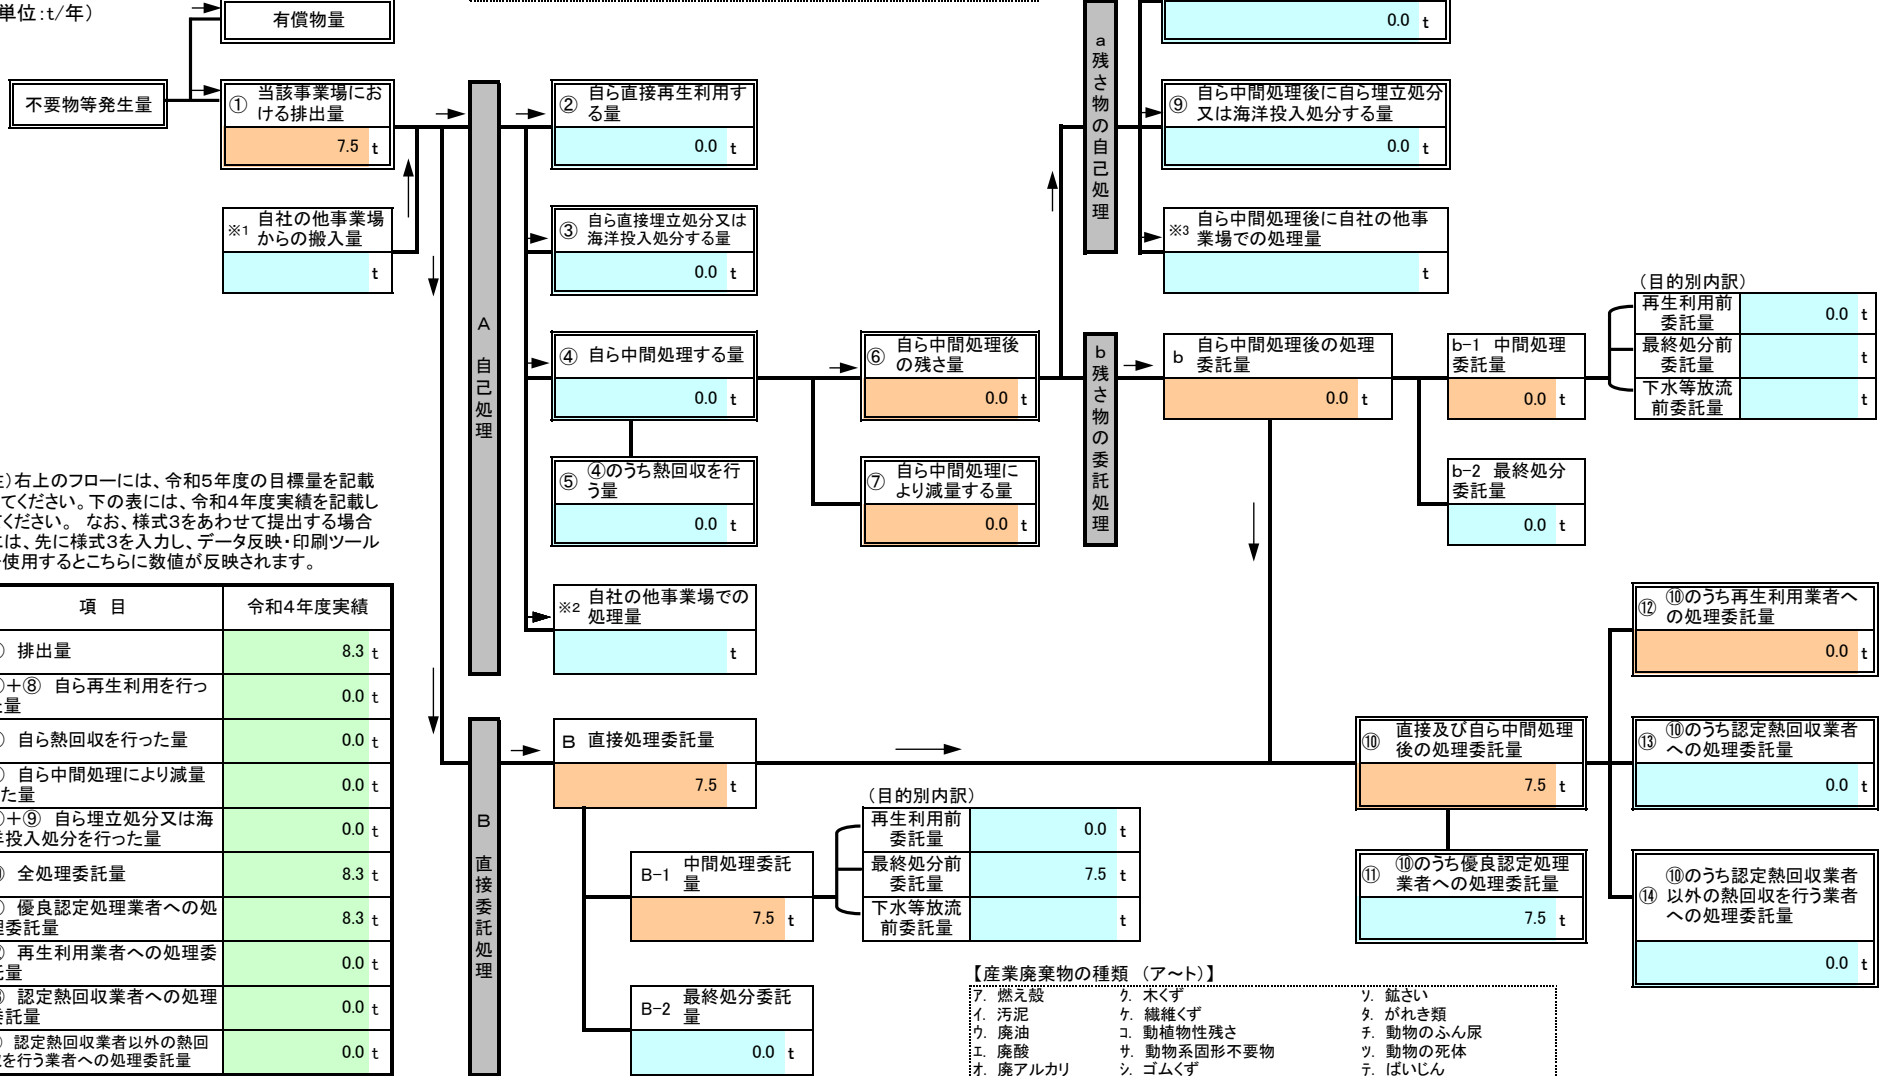 単位:t/年）
有償物量
不要物等発生量
① 当該事業場にお
ける排出量
7.5 t
※1 自社の他事業場
からの搬入量
t
A 自己処理
② 自ら直接再生利用す
る量
0.0 t
③ 自ら直接埋立処分又は
海洋投入処分する量
0.0 t
④ 自ら中間処理する量
0.0 t
⑤ ④のうち熱回収を行
う量
0.0 t
※2 自社の他事業場での
処理量
t
⑥ 自ら中間処理後
の残さ量
0.0 t
⑦ 自ら中間処理に
より減量する量
0.0 t
a残さ物の自己処理
0.0 t
⑨ 自ら中間処理後に自ら埋立処分
又は海洋投入処分する量
0.0 t
※3 自ら中間処理後に自社の他事
業場での処理量
t
b残さ物の委託処理
b 自ら中間処理後の処理
委託量
0.0 t
b-1 中間処理
委託量
0.0 t
b-2 最終処分
委託量
0.0 t
（目的別内訳）
再生利用前
委託量
0.0 t
最終処分前
委託量
t
下水等放流
前委託量
t
）右上のフローには、令和5年度の目標量を記載
てください。下の表には、令和4年度実績を記載し
ください。 なお、様式3をあわせて提出する場合
は、先に様式3を入力し、データ反映・印刷ツール
使用するとこちらに数値が反映されます。
項 目 令和4年度実績
排出量 8.3 t
＋⑧ 自ら再生利用を行っ
量 0.0 t
自ら熱回収を行った量 0.0 t
自ら中間処理により減量
た量 0.0 t
＋⑨ 自ら埋立処分又は海
投入処分を行った量 0.0 t
全処理委託量 8.3 t
優良認定処理業者への処
委託量 8.3 t
再生利用業者への処理委
量 0.0 t
認定熱回収業者への処理
託量 0.0 t
認定熱回収業者以外の熱回
を行う業者への処理委託量 0.0 t
B 直接委託処理
B 直接処理委託量
7.5 t
B-1 中間処理委託
量
7.5 t
B-2 最終処分委託
量
0.0 t
（目的別内訳）
再生利用前
委託量
0.0 t
最終処分前
委託量
7.5 t
下水等放流
前委託量
⑩ 直接及び自ら中間処理
後の処理委託量
7.5 t
⑪ ⑩のうち優良認定処理
業者への処理委託量
7.5 t
⑫ ⑩のうち再生利用業者へ
の処理委託量
0.0 t
⑬ ⑩のうち認定熱回収業者
への処理委託量
0.0 t
⑭ ⑩のうち認定熱回収業者
以外の熱回収を行う業者
への処理委託量
0.0 t
【産業廃棄物の種類 （ア～ト）】
ア. 燃え殻 ク. 木くず ソ. 鉱さい
イ. 汚泥 ケ. 繊維くず タ. がれき類
ウ. 廃油 コ. 動植物性残さ チ. 動物のふん尿
エ. 廃酸 サ. 動物系固形不要物 ツ. 動物の死体
オ. 廃アルカリ シ. ゴムくず テ. ばいじん